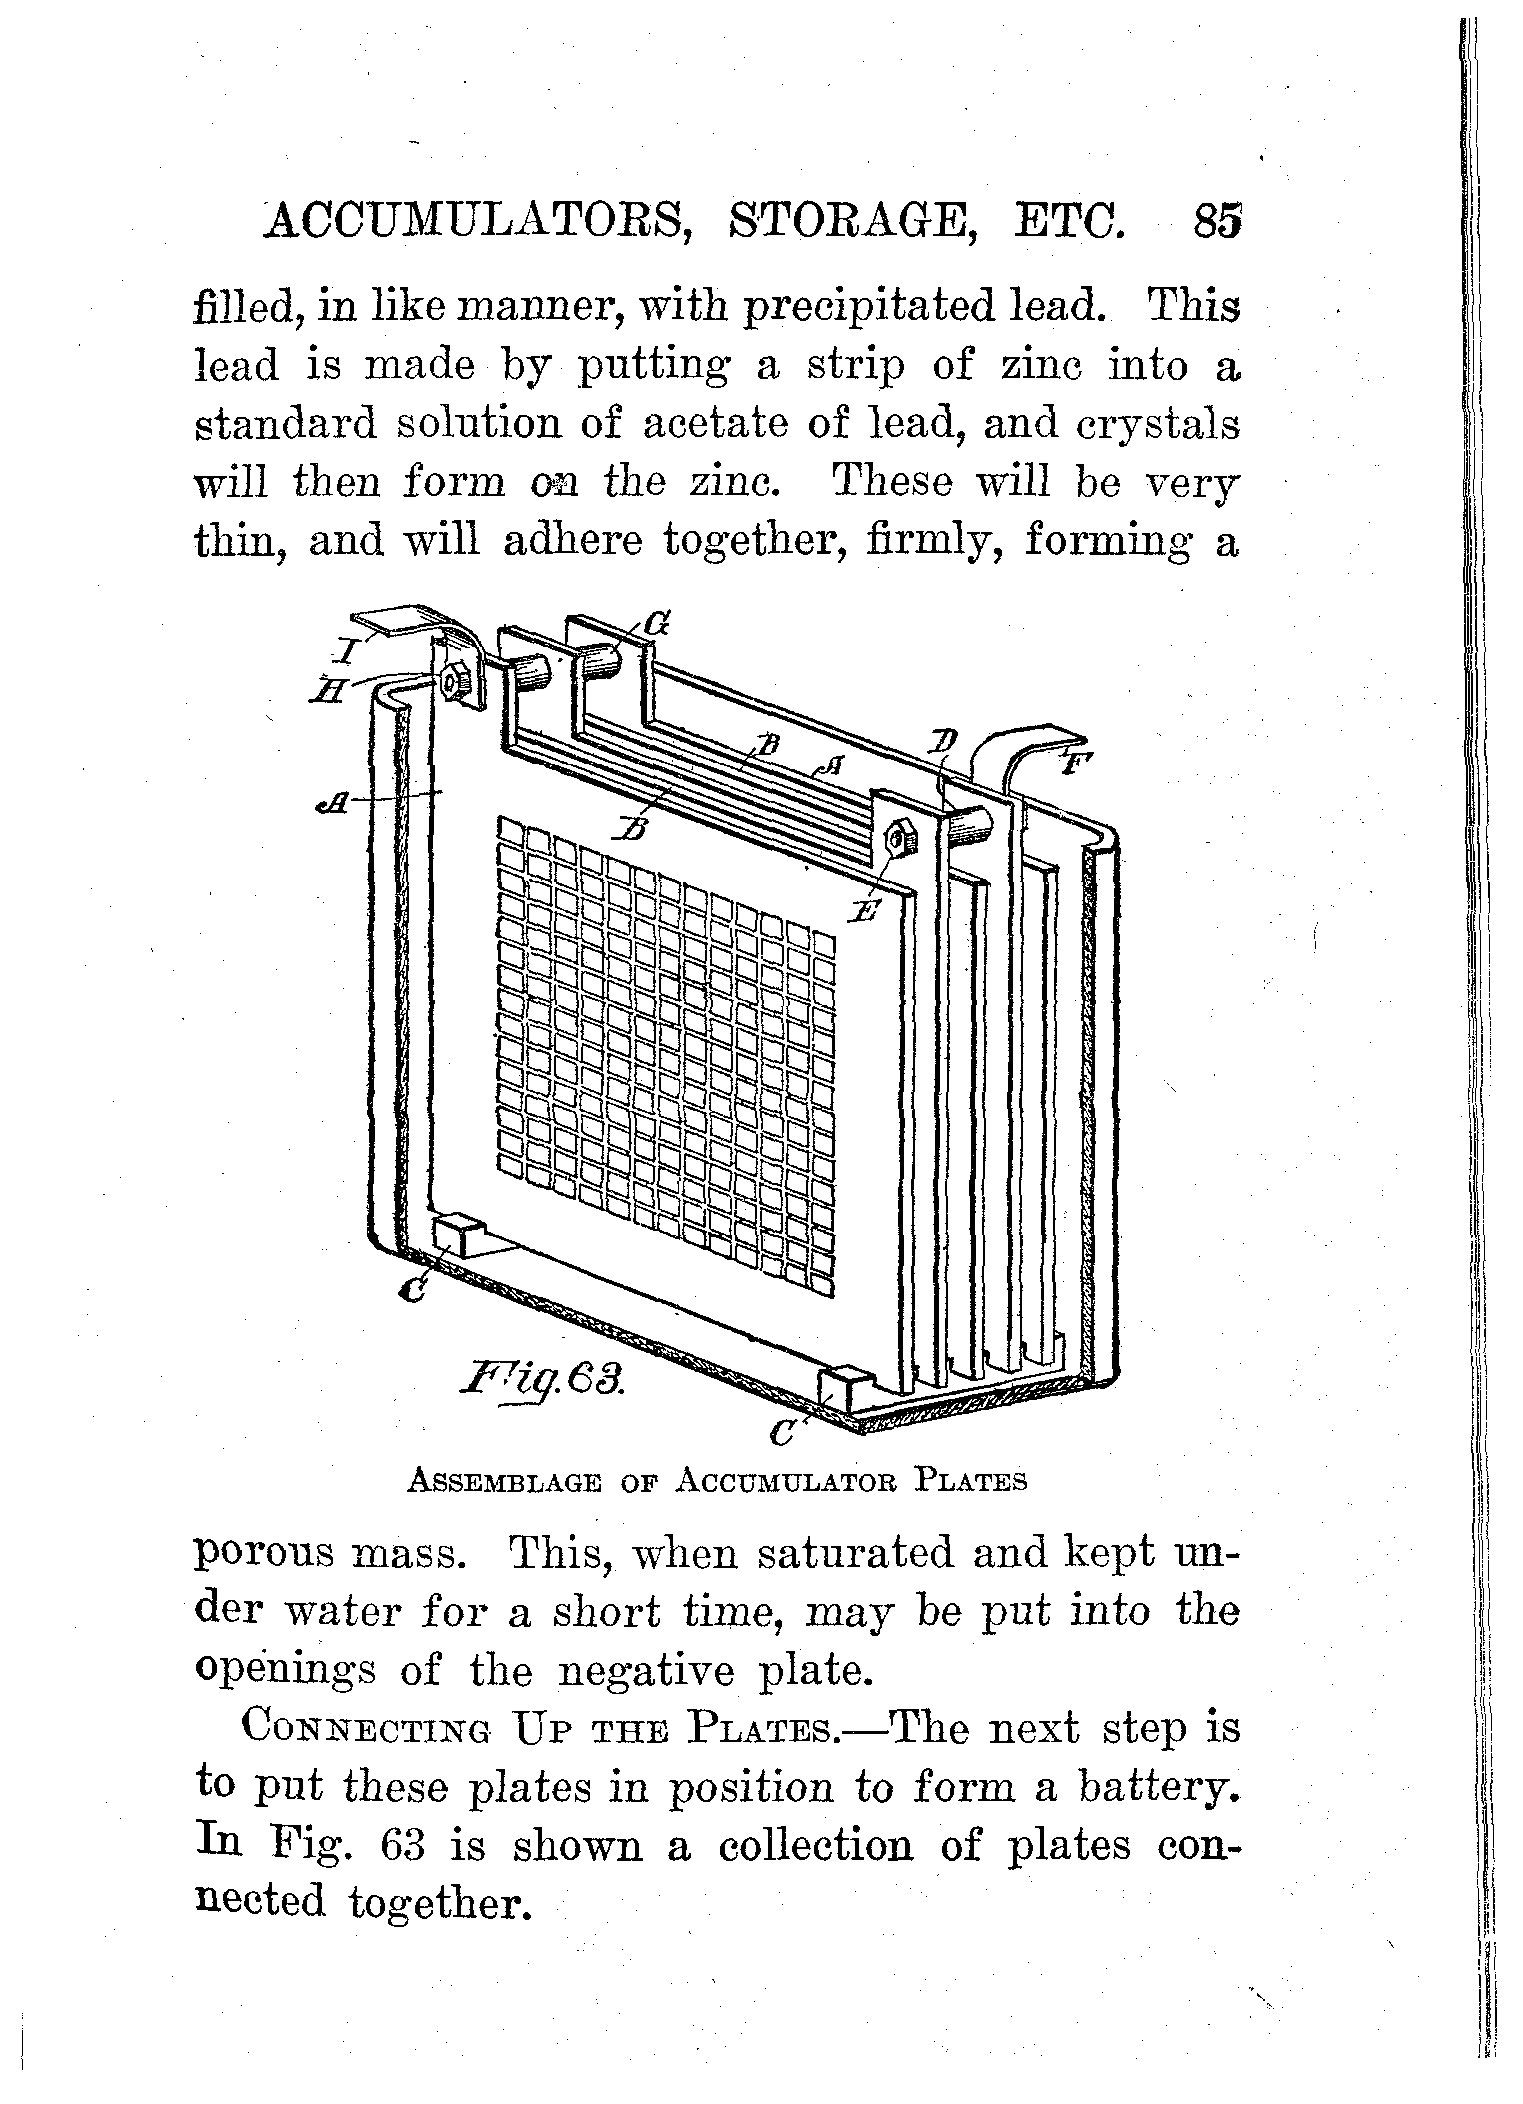 ACCUMULATORS, STORAGE, ETC. 85
filled, in like manner, with precipitated lead. This
lead is made by putting a strip of zinc into a
standard solution of acetate of lead, and crystals
will then form on the zinc. These will be very
thin, and will adhere together, firmly, forming a
G
I
H
D
B
A
F
A
B
E
C
Fig. 63.
C
ASSEMBLAGE OF ACCUMULATOR PLATES
porous mass. This, when saturated and kept un-
der water for a short time, may be put into the
openings of the negative plate.
CONNECTING UP THE PLATES.—The next step is
to put these plates in position to form a battery.
In Fig. 63 is shown a collection of plates con-
nected together.